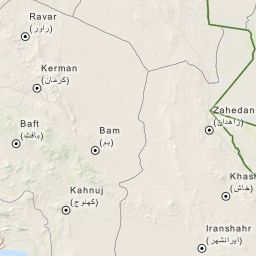 Ravar
(راور)
Kerman
(کرمان)
Zahedan
(زاهدان)
Baft
(بافت)
Bam
(بم)
Kahnuj
(کهنوج)
Khash
(خاش)
Iranshahr
(ایرانشهر)